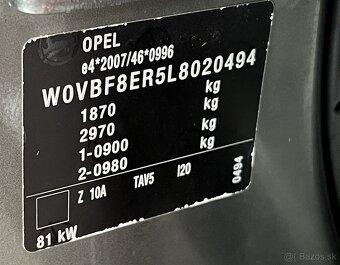 OPEL
e4*2007/46*0996
W0VBF8ER5L8020494
1870 kg
2970 kg
1-0900 kg
2-0980 kg
Z 10A TAV5 I20
0494
81 kW
Bazos.sk